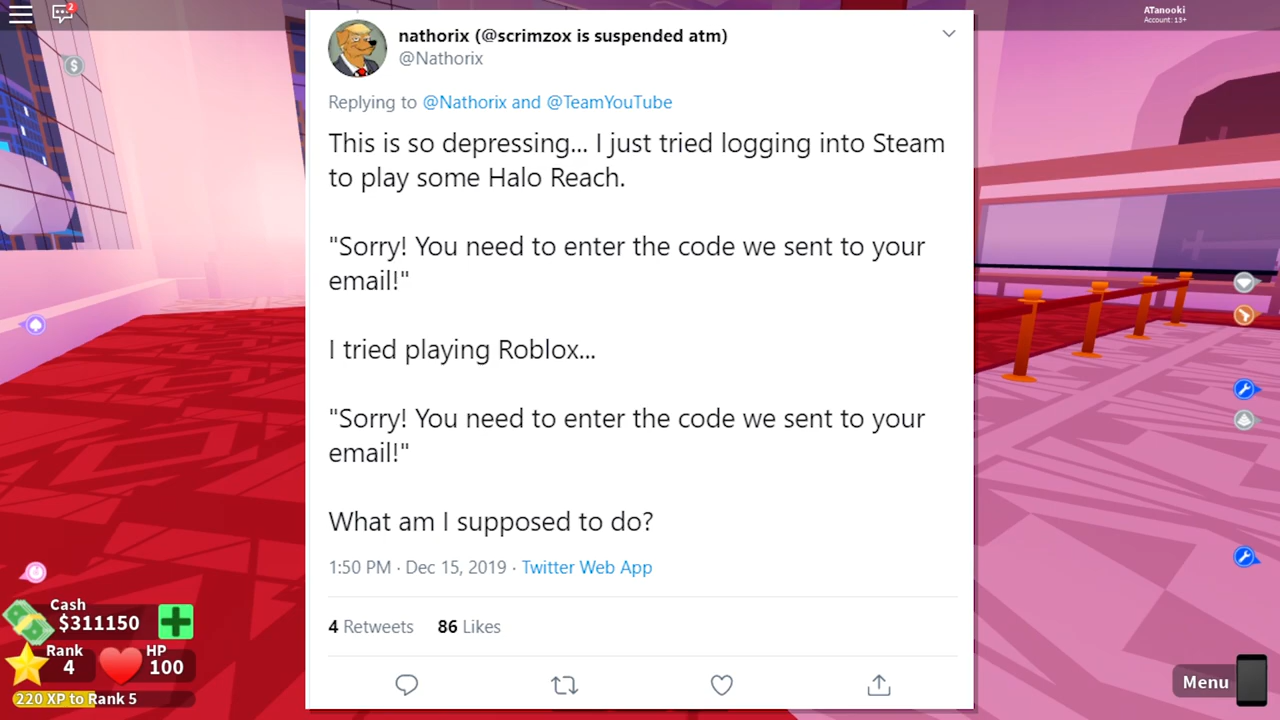 2
ATanooki
Account: 13+
$
nathorix (@scrimzox is suspended atm)
@Nathorix
Replying to @Nathorix and @TeamYouTube
This is so depressing... I just tried logging into Steam
to play some Halo Reach.
"Sorry! You need to enter the code we sent to your
email!"
I tried playing Roblox...
"Sorry! You need to enter the code we sent to your
email!"
What am I supposed to do?
1:50 PM · Dec 15, 2019 · Twitter Web App
4 Retweets 86 Likes
Cash
$311150
Rank
4
HP
100
220 XP to Rank 5
Menu